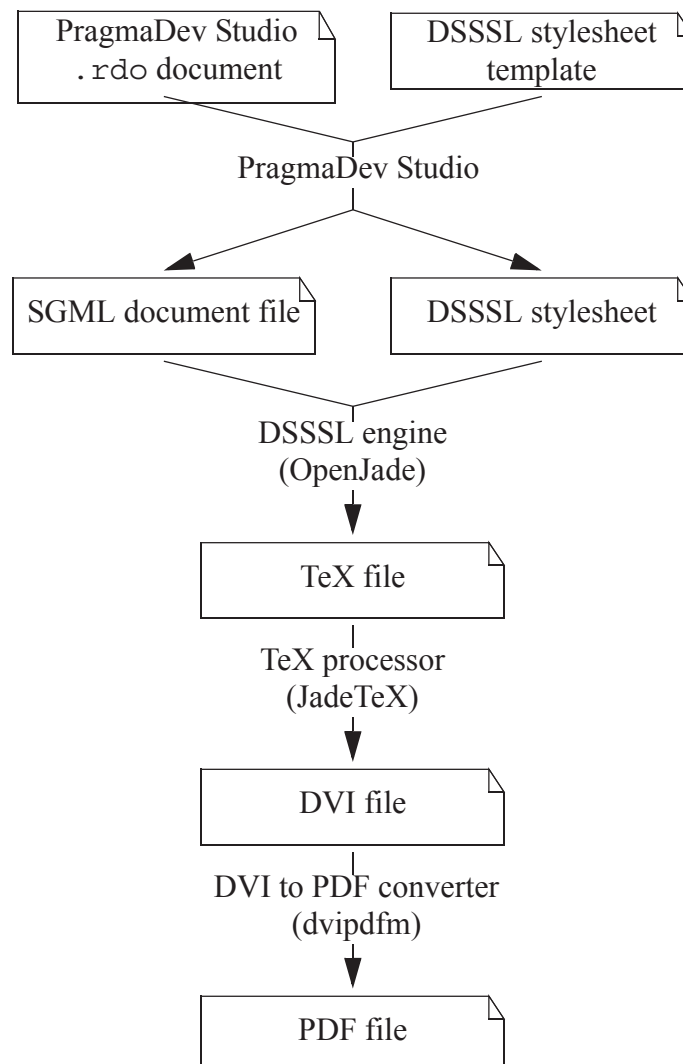 PragmaDev Studio
.rdo document
DSSSL stylesheet
template
PragmaDev Studio
SGML document file
DSSSL stylesheet
DSSSL engine
(OpenJade)
TeX file
TeX processor
(JadeTeX)
DVI file
DVI to PDF converter
(dvipdfm)
PDF file